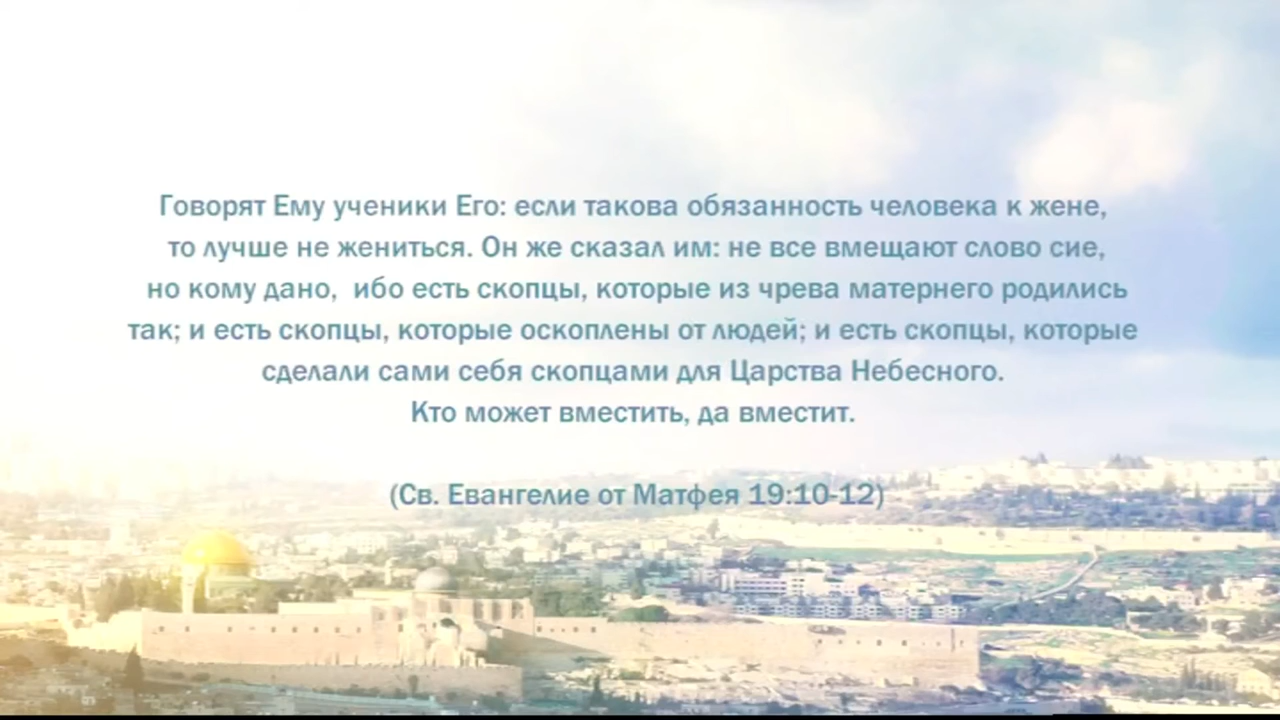 Говорят Ему ученики Его: если такова обязанность человека к жене,
то лучше не жениться. Он же сказал им: не все вмещают слово сие,
но кому дано, ибо есть скопцы, которые из чрева матернего родились
так; и есть скопцы, которые оскоплены от людей; и есть скопцы, которые
сделали сами себя скопцами для Царства Небесного.
Кто может вместить, да вместит.
(Св. Евангелие от Матфея 19:10-12)